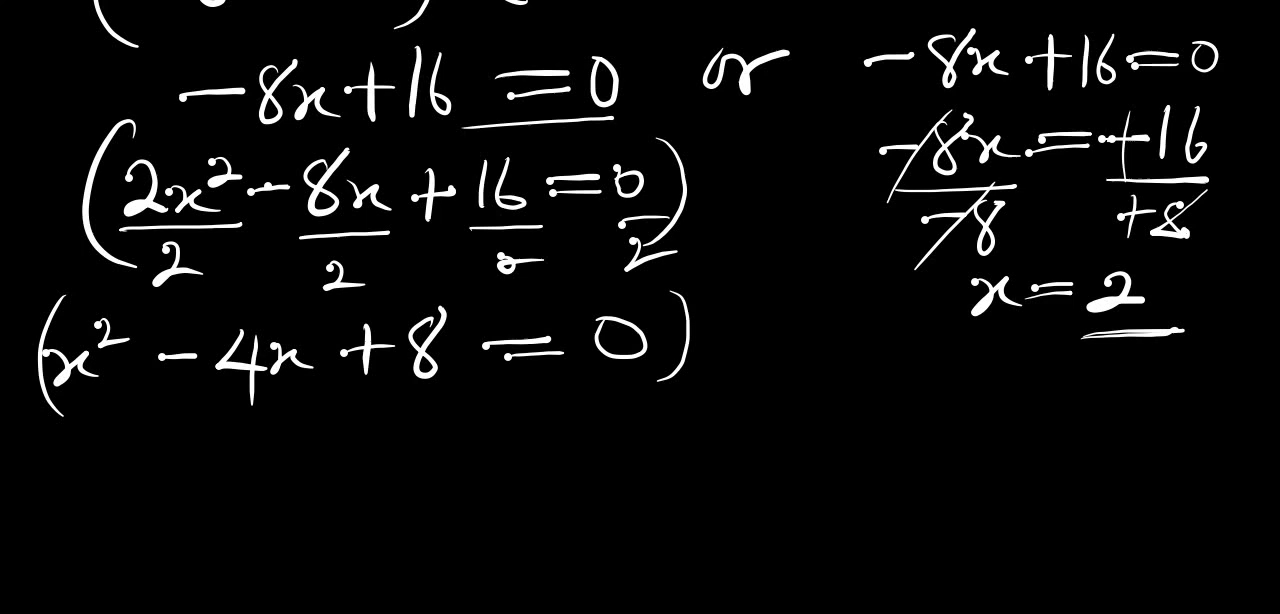 -8x+16 = 0 or -8x+16=0
(2x²/2 - 8x/2 + 16/2 = 0/2) -8x/-8 = +16/+8
(x² - 4x + 8 = 0) x = 2